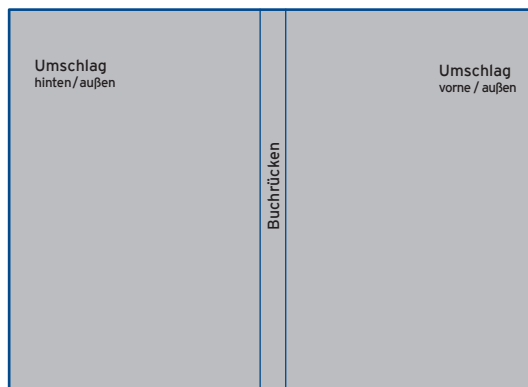 Umschlag
hinten/außen
Buchrücken
Umschlag
vorne / außen